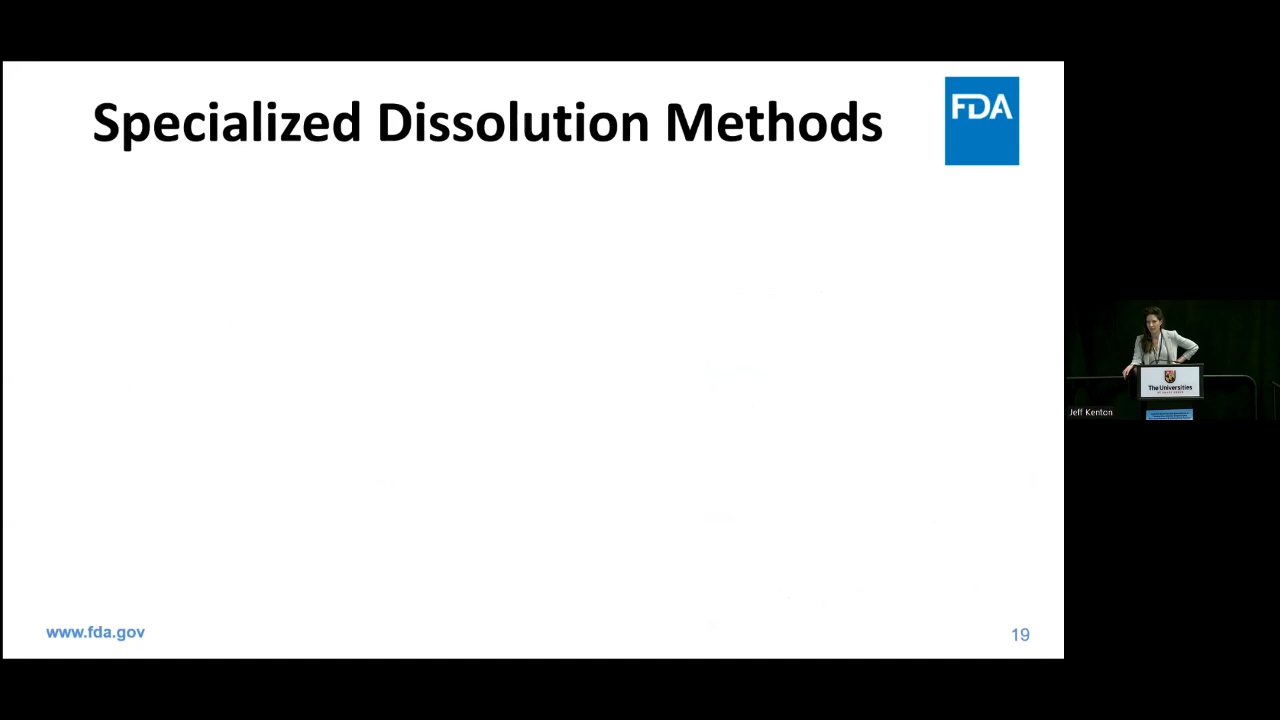 Specialized Dissolution Methods
FDA
www.fda.gov
19
The Universities
Jeff Kenton